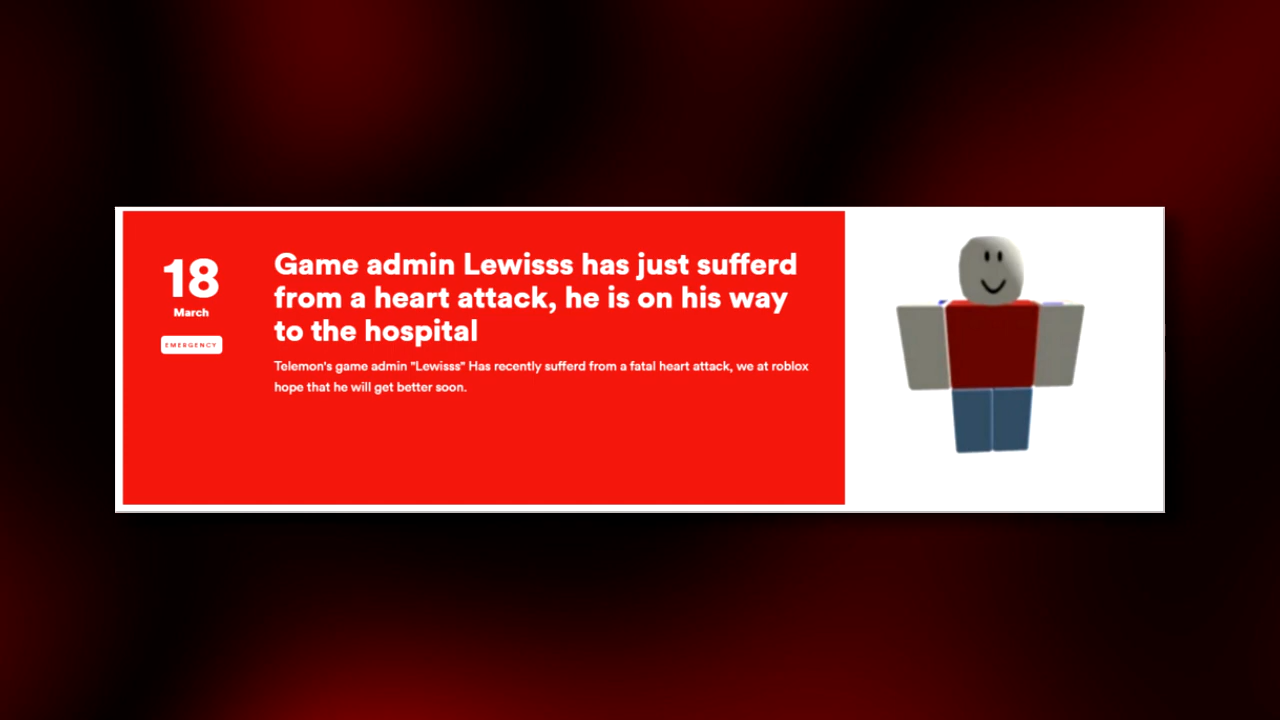 18
March
EMERGENCY
Game admin Lewisss has just sufferd
from a heart attack, he is on his way
to the hospital
Telemon's game admin "Lewisss" Has recently sufferd from a fatal heart attack, we at roblox
hope that he will get better soon.